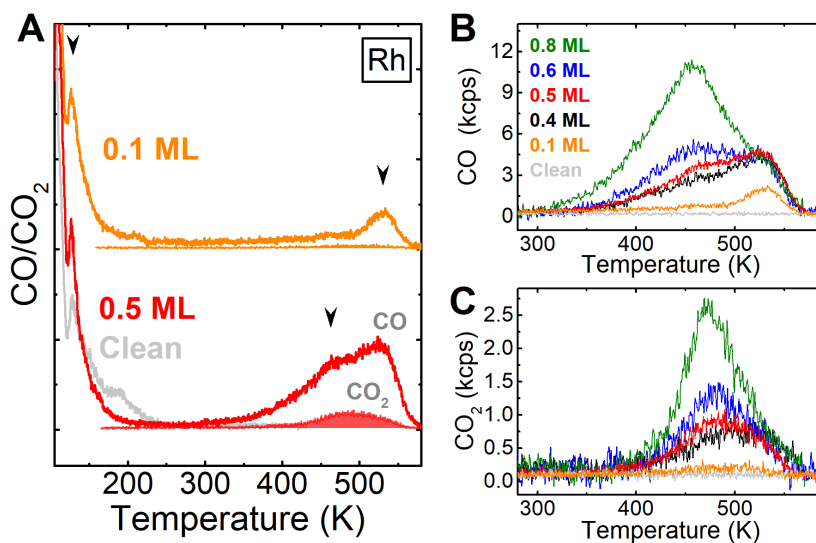 A
Rh
0.1 ML
0.5 ML
Clean
CO
CO2
CO/CO2
200
300
400
500
Temperature (K)
B
0.8 ML
0.6 ML
0.5 ML
0.4 ML
0.1 ML
Clean
12
9
6
3
0
CO (kcps)
300
400
500
Temperature (K)
C
2.5
2.0
1.5
1.0
0.5
0.0
CO2 (kcps)
300
400
500
Temperature (K)